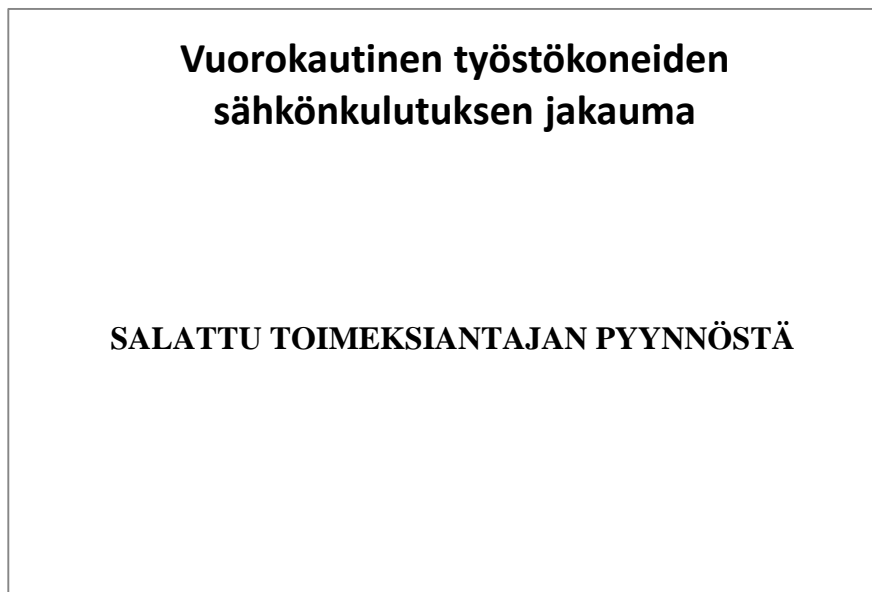 Vuorokautinen työstökoneiden
sähkönkulutuksen jakauma
SALATTU TOIMEKSIANTAJAN PYYNNÖSTÄ